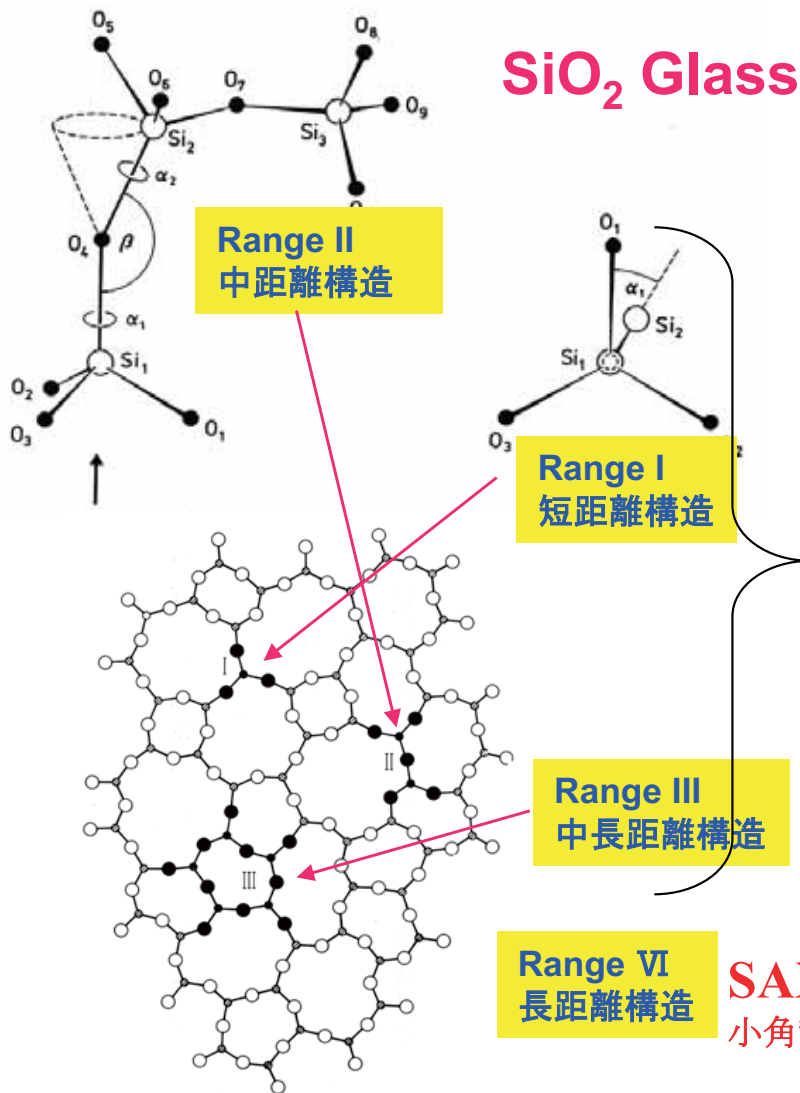 SiO₂ Glass
O₅
O₆
O₇
O₈
O₉
Si₂
Si₃
α₂
O₄
β
α₁
Si₁
O₂
O₃
O₁
Range II
中距離構造
O₁
α₁
Si₂
Si₁
O₃
Range I
短距離構造
I
II
III
Range III
中長距離構造
Range Ⅵ
長距離構造
小角